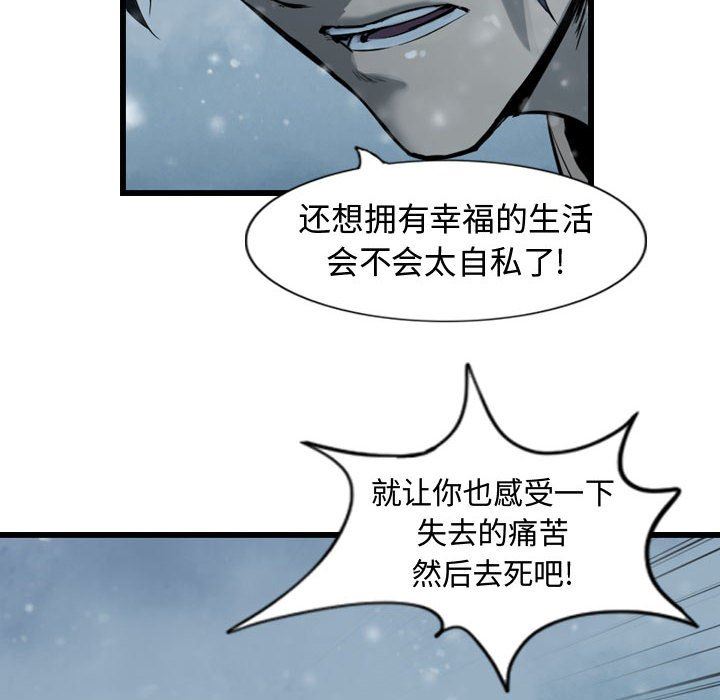 还想拥有幸福的生活
会不会太自私了!
就让你也感受一下
失去的痛苦
然后去死吧!